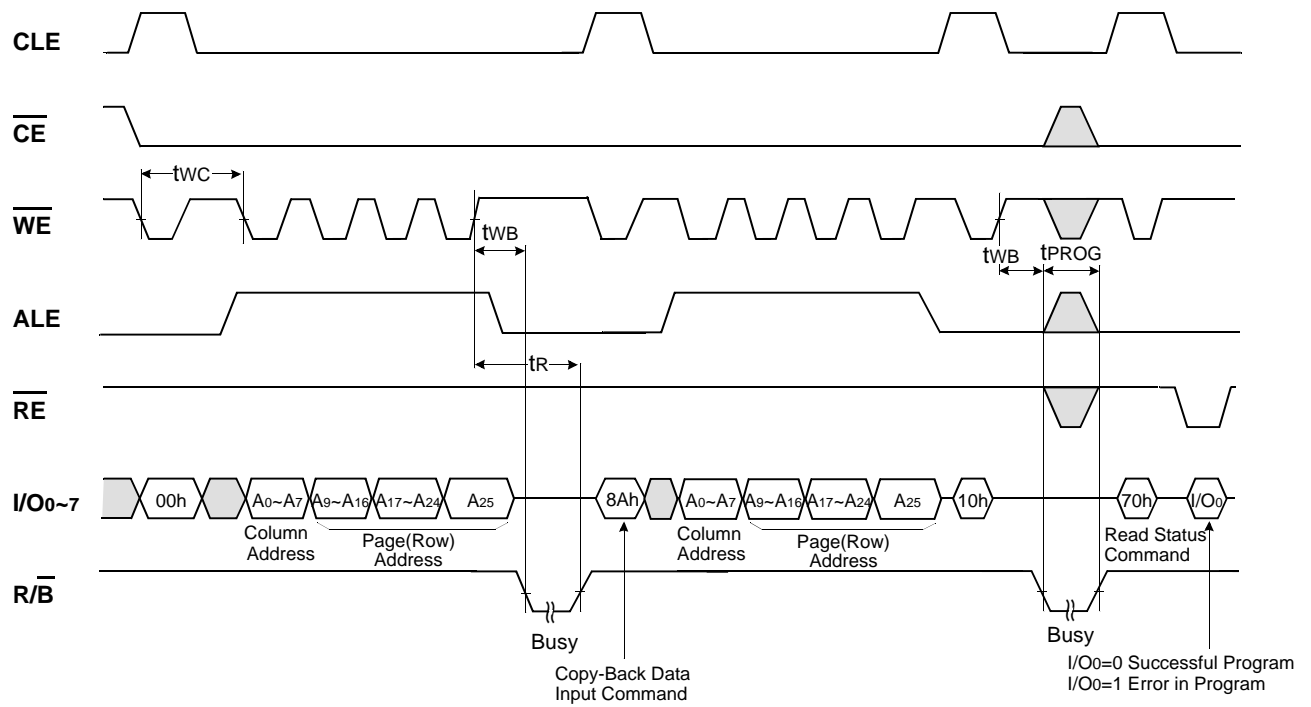 CLE
CE
tWC
WE
tWB
tWB
tPROG
ALE
tR
RE
I/O0~7
00h
A0~A7
A9~A16
A17~A24
A25
8Ah
A0~A7
A9~A16
A17~A24
A25
10h
70h
I/O0
Column
Address
Page(Row)
Address
Column
Address
Page(Row)
Address
Read Status
Command
R/B
Busy
Busy
Copy-Back Data
Input Command
I/O0=0 Successful Program
I/O0=1 Error in Program